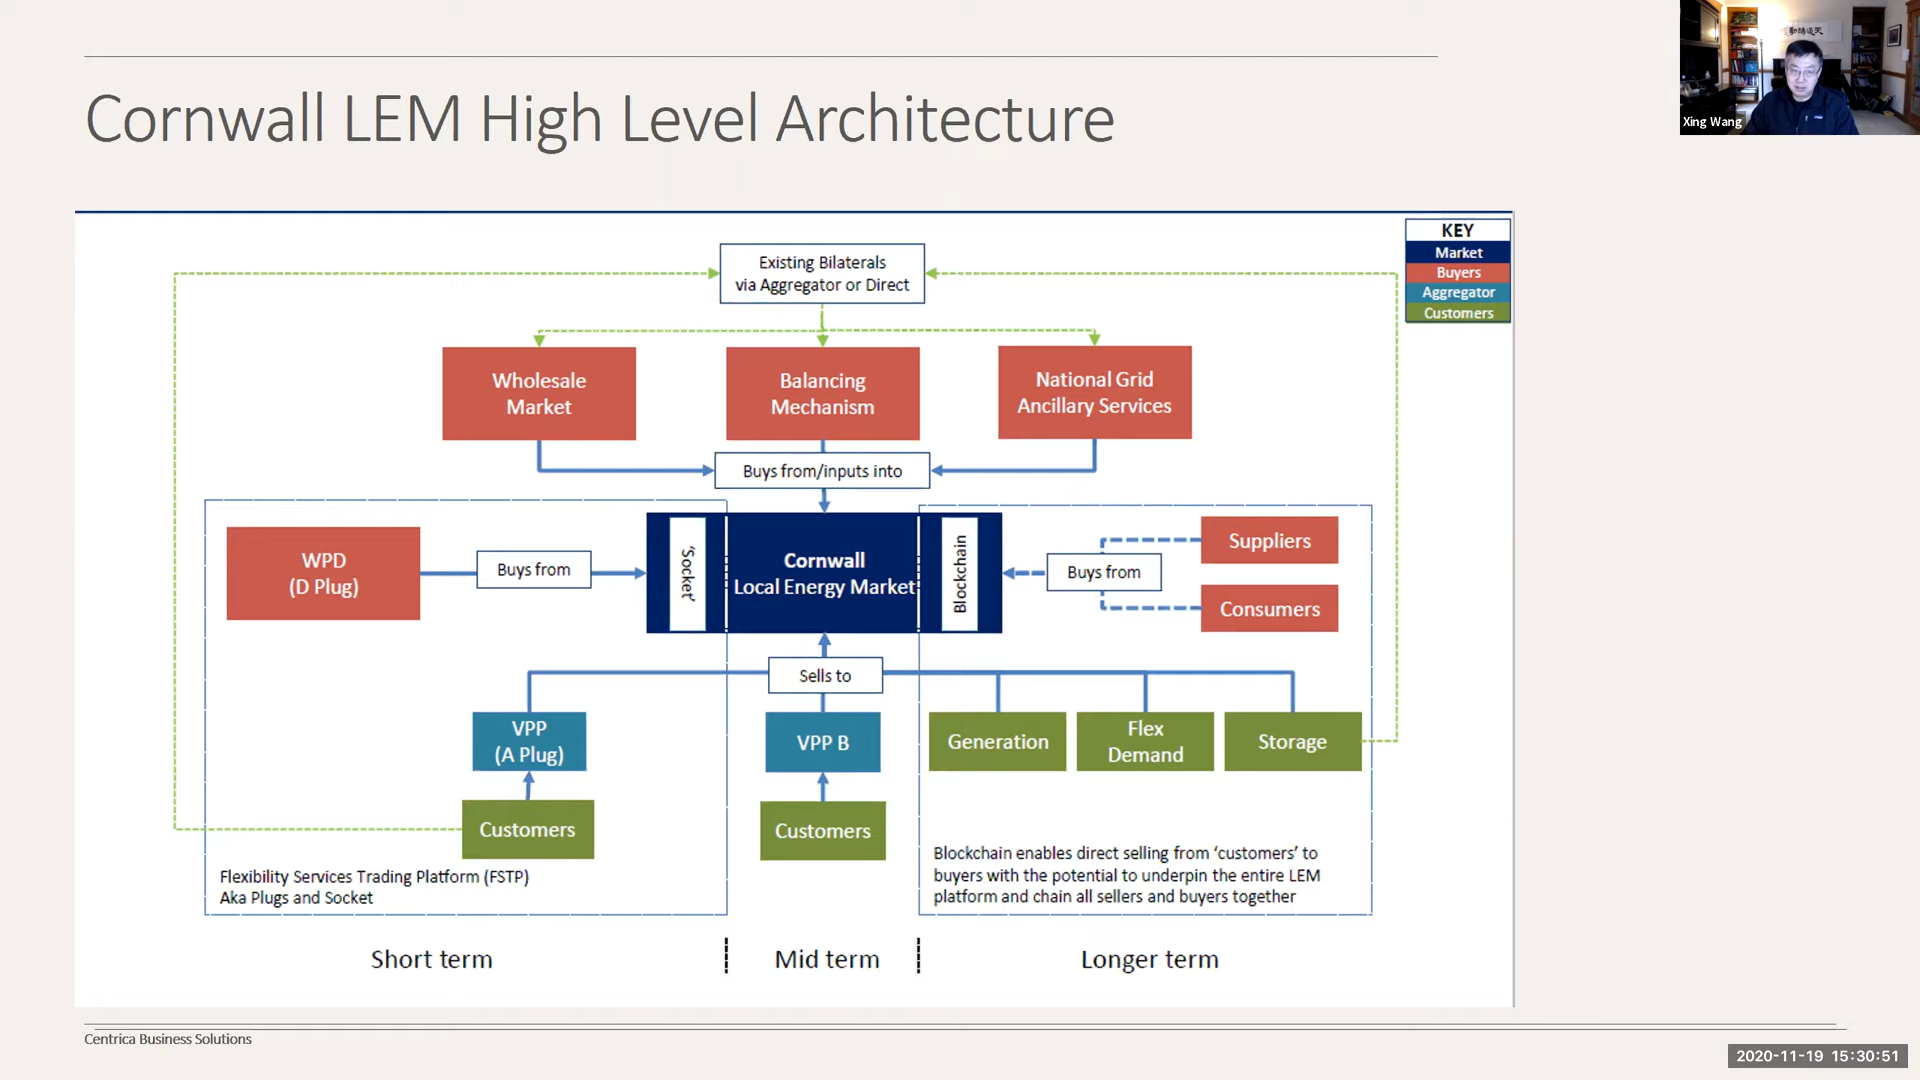 Cornwall LEM High Level Architecture
Xing Wang
KEY
Market
Buyers
Aggregator
Customers
Existing Bilaterals
via Aggregator or Direct
Wholesale
Market
Balancing
Mechanism
National Grid
Ancillary Services
Buys from/inputs into
WPD
(D Plug)
Buys from
'Socket'
Cornwall
Local Energy Market
Blockchain
Buys from
Suppliers
Consumers
Sells to
VPP
(A Plug)
VPP B
Generation
Flex
Demand
Storage
Customers
Customers
Flexibility Services Trading Platform (FSTP)
Aka Plugs and Socket
Blockchain enables direct selling from ‘customers’ to
buyers with the potential to underpin the entire LEM
platform and chain all sellers and buyers together
Short term
Mid term
Longer term
Centrica Business Solutions
2020-11-19 15:30:51